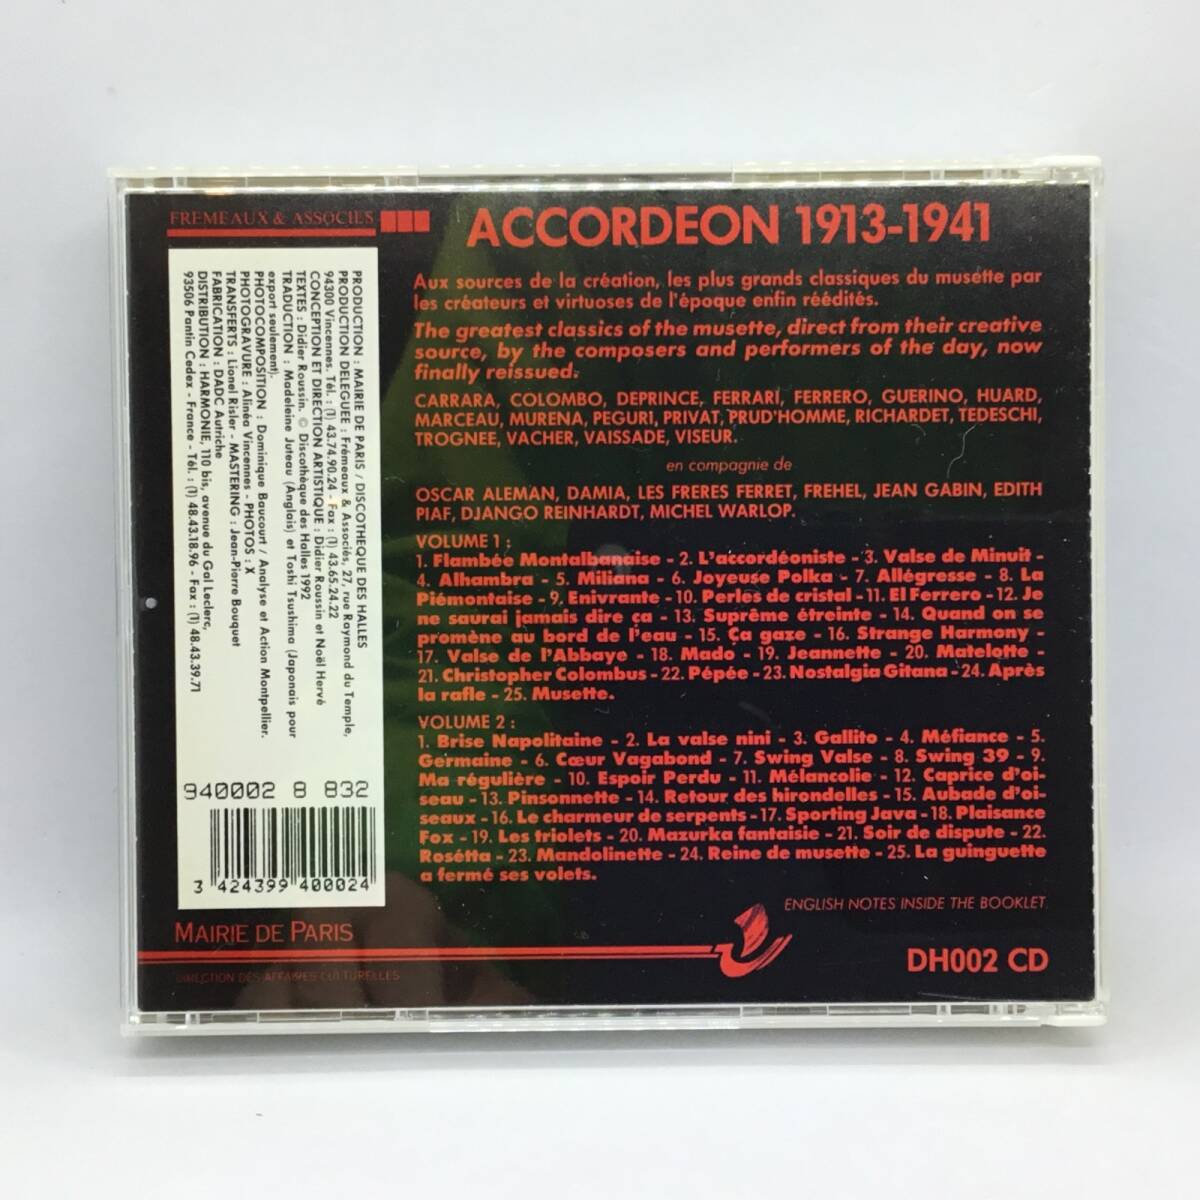 FREMEAUX & ASSOCIES
ACCORDEON 1913-1941
Aux sources de la création, les plus grands classiques du musétte par
les créateurs et virtuoses de l'époque enfin réédités.
The greatest classics of the musette, direct from their creative
source, by the composers and performers of the day, now
finally reissued.
CARRARA, COLOMBO, DEPRINCE, FERRARI, FERRERO, GUERINO, HUARD,
MARCEAU, MURENA, PEGURI, PRIVAT, PRUD'HOMME, RICHARDET, TEDESCHI,
TROGNEE, VACHER, VAISSADE, VISEUR.
en compagnie de
OSCAR ALEMAN, DAMIA, LES FRERES FERRET, FREHEL, JEAN GABIN, EDITH
PIAF, DJANGO REINHARDT, MICHEL WARLOP.
VOLUME 1 :
1. Flambée Montalbanaise - 2. L'accordéoniste - 3. Valse de Minuit -
4. Alhambra - 5. Miliana - 6. Joyeuse Polka - 7. Allégresse - 8. La
Piémontaise - 9. Enivrante - 10. Perles de cristal - 11. El Ferrero - 12. Je
ne saurai jamais dire ça - 13. Suprême étreinte - 14. Quand on se
promène au bord de l'eau - 15. Ça gaze - 16. Strange Harmony -
17. Valse de l'Abbaye - 18. Mado - 19. Jeannette - 20. Matelotte -
21. Christopher Colombus - 22. Pépée - 23. Nostalgia Gitana - 24. Après
la rafle - 25. Musette.
VOLUME 2 :
1. Brise Napolitaine - 2. La valse nini - 3. Gallito - 4. Méfiance - 5.
Germaine - 6. Cœur Vagabond - 7. Swing Valse - 8. Swing 39 - 9.
Ma régulière - 10. Espoir Perdu - 11. Mélancolie - 12. Caprice d'oi-
seau - 13. Pinsonnette - 14. Retour des hirondelles - 15. Aubade d'oi-
seaux - 16. Le charmeur de serpents - 17. Sporting Java - 18. Plaisance
Fox - 19. Les triolets - 20. Mazurka fantaisie - 21. Soir de dispute - 22.
Rosétta - 23. Mandolinette - 24. Reine de musette - 25. La guinguette
a fermé ses volets.
ENGLISH NOTES INSIDE THE BOOKLET.
DH002 CD
PRODUCTION : MAIRIE DE PARIS / DISCOTHEQUE DES HALLES
PRODUCTION DELEGUEE : Frémeaux & Associés, 27, rue Raymond du Temple,
94300 Vincennes. Tél. : (1) 43.74.90.24 - Fax : (1) 43.65.24.22
CONCEPTION ET DIRECTION ARTISTIQUE : Didier Roussin et Noël Hervé
TEXTES : Didier Roussin. © Discothèque des Halles 1992
TRADUCTION : Madeleine Juteau (Anglais) et Toshi Tsushima (Japonais pour
export seulement).
PHOTOCOMPOSITION : Dominique Baucourt / Analyse et Action Montpellier.
PHOTOGRAVURE : Alinéa Vincennes - PHOTOS : X
TRANSFERTS : Lionel Risler - MASTERING : Jean-Pierre Bouquet
FABRICATION : DADC Autriche
DISTRIBUTION : HARMONIE, 110 bis, avenue du Gal Leclerc,
93506 Pantin Cedex - France - Tél. : (1) 48.43.18.96 - Fax : (1) 48.43.39.71
940002 8 832
3 424399 400024
MAIRIE DE PARIS
DIRECTION DES AFFAIRES CULTURELLES